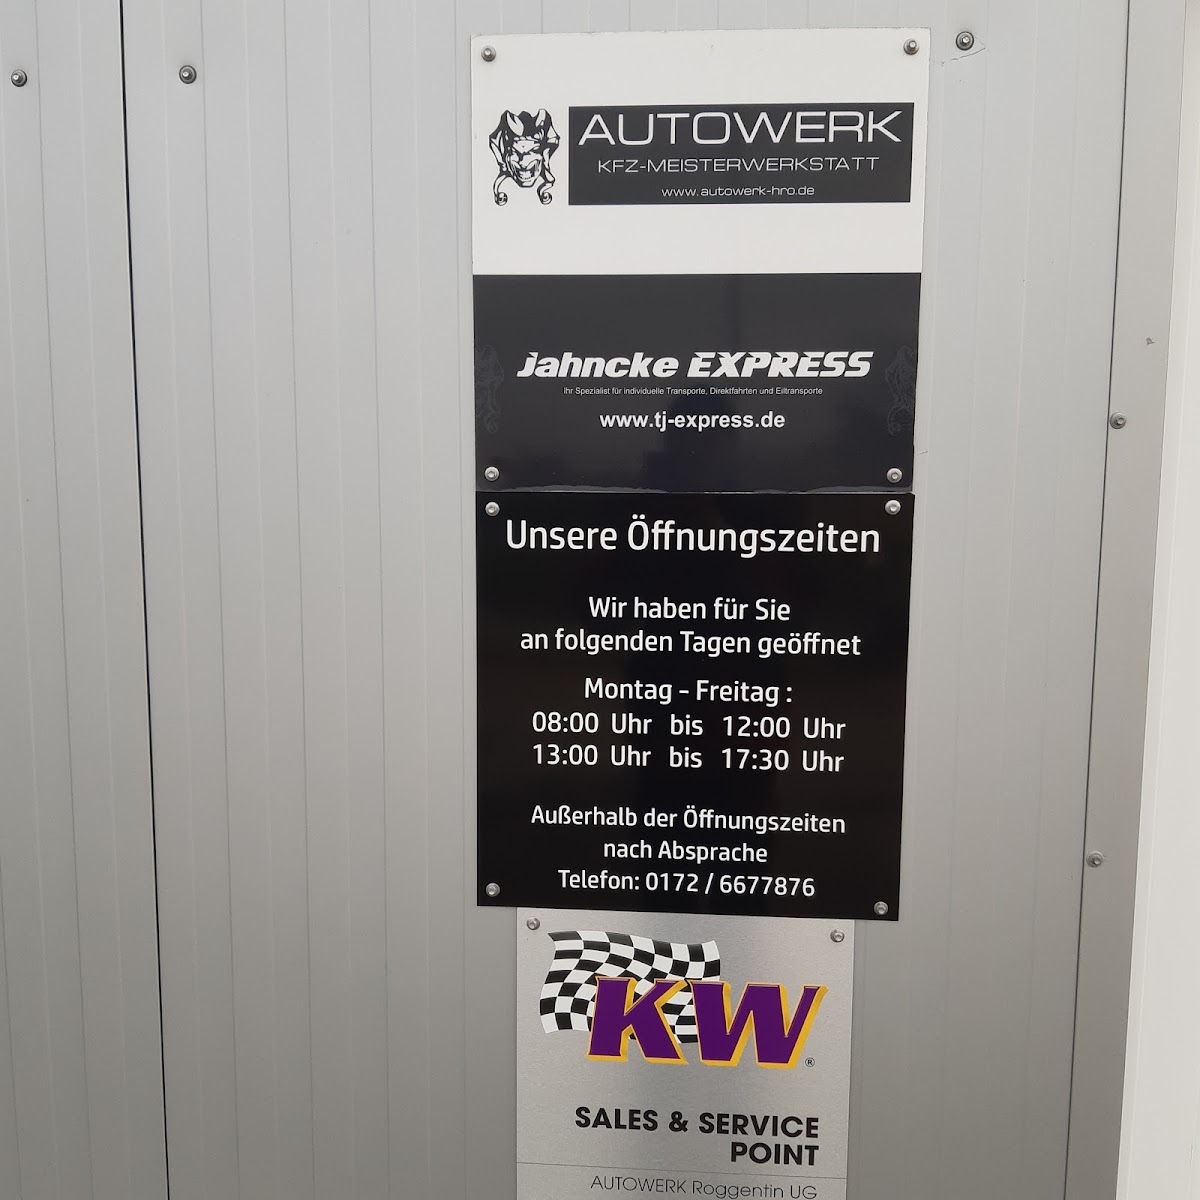 AUTOWERK
KFZ-MEISTERWERKSTATT
www.autowerk-hro.de
Jahncke EXPRESS
Ihr Spezialist für individuelle Transporte, Direktfahrten und Eiltransporte
www.tj-express.de
Unsere Öffnungszeiten
Wir haben für Sie
an folgenden Tagen geöffnet
Montag - Freitag :
08:00 Uhr bis 12:00 Uhr
13:00 Uhr bis 17:30 Uhr
Außerhalb der Öffnungszeiten
nach Absprache
Telefon: 0172 / 6677876
KW®
SALES & SERVICE
POINT
AUTOWERK Roggentin UG